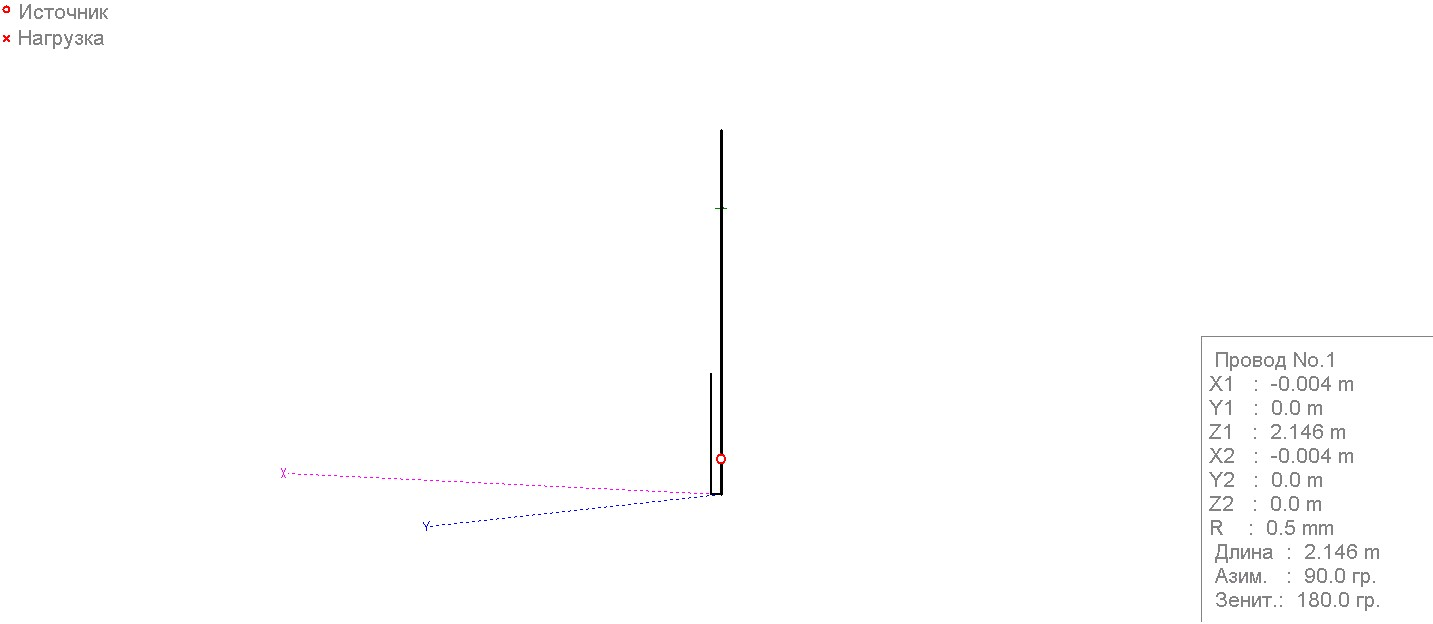 Источник
Нагрузка
X
Y
Провод No.1
X1 : -0.004 m
Y1 : 0.0 m
Z1 : 2.146 m
X2 : -0.004 m
Y2 : 0.0 m
Z2 : 0.0 m
R : 0.5 mm
Длина : 2.146 m
Азим. : 90.0 гр.
Зенит.: 180.0 гр.